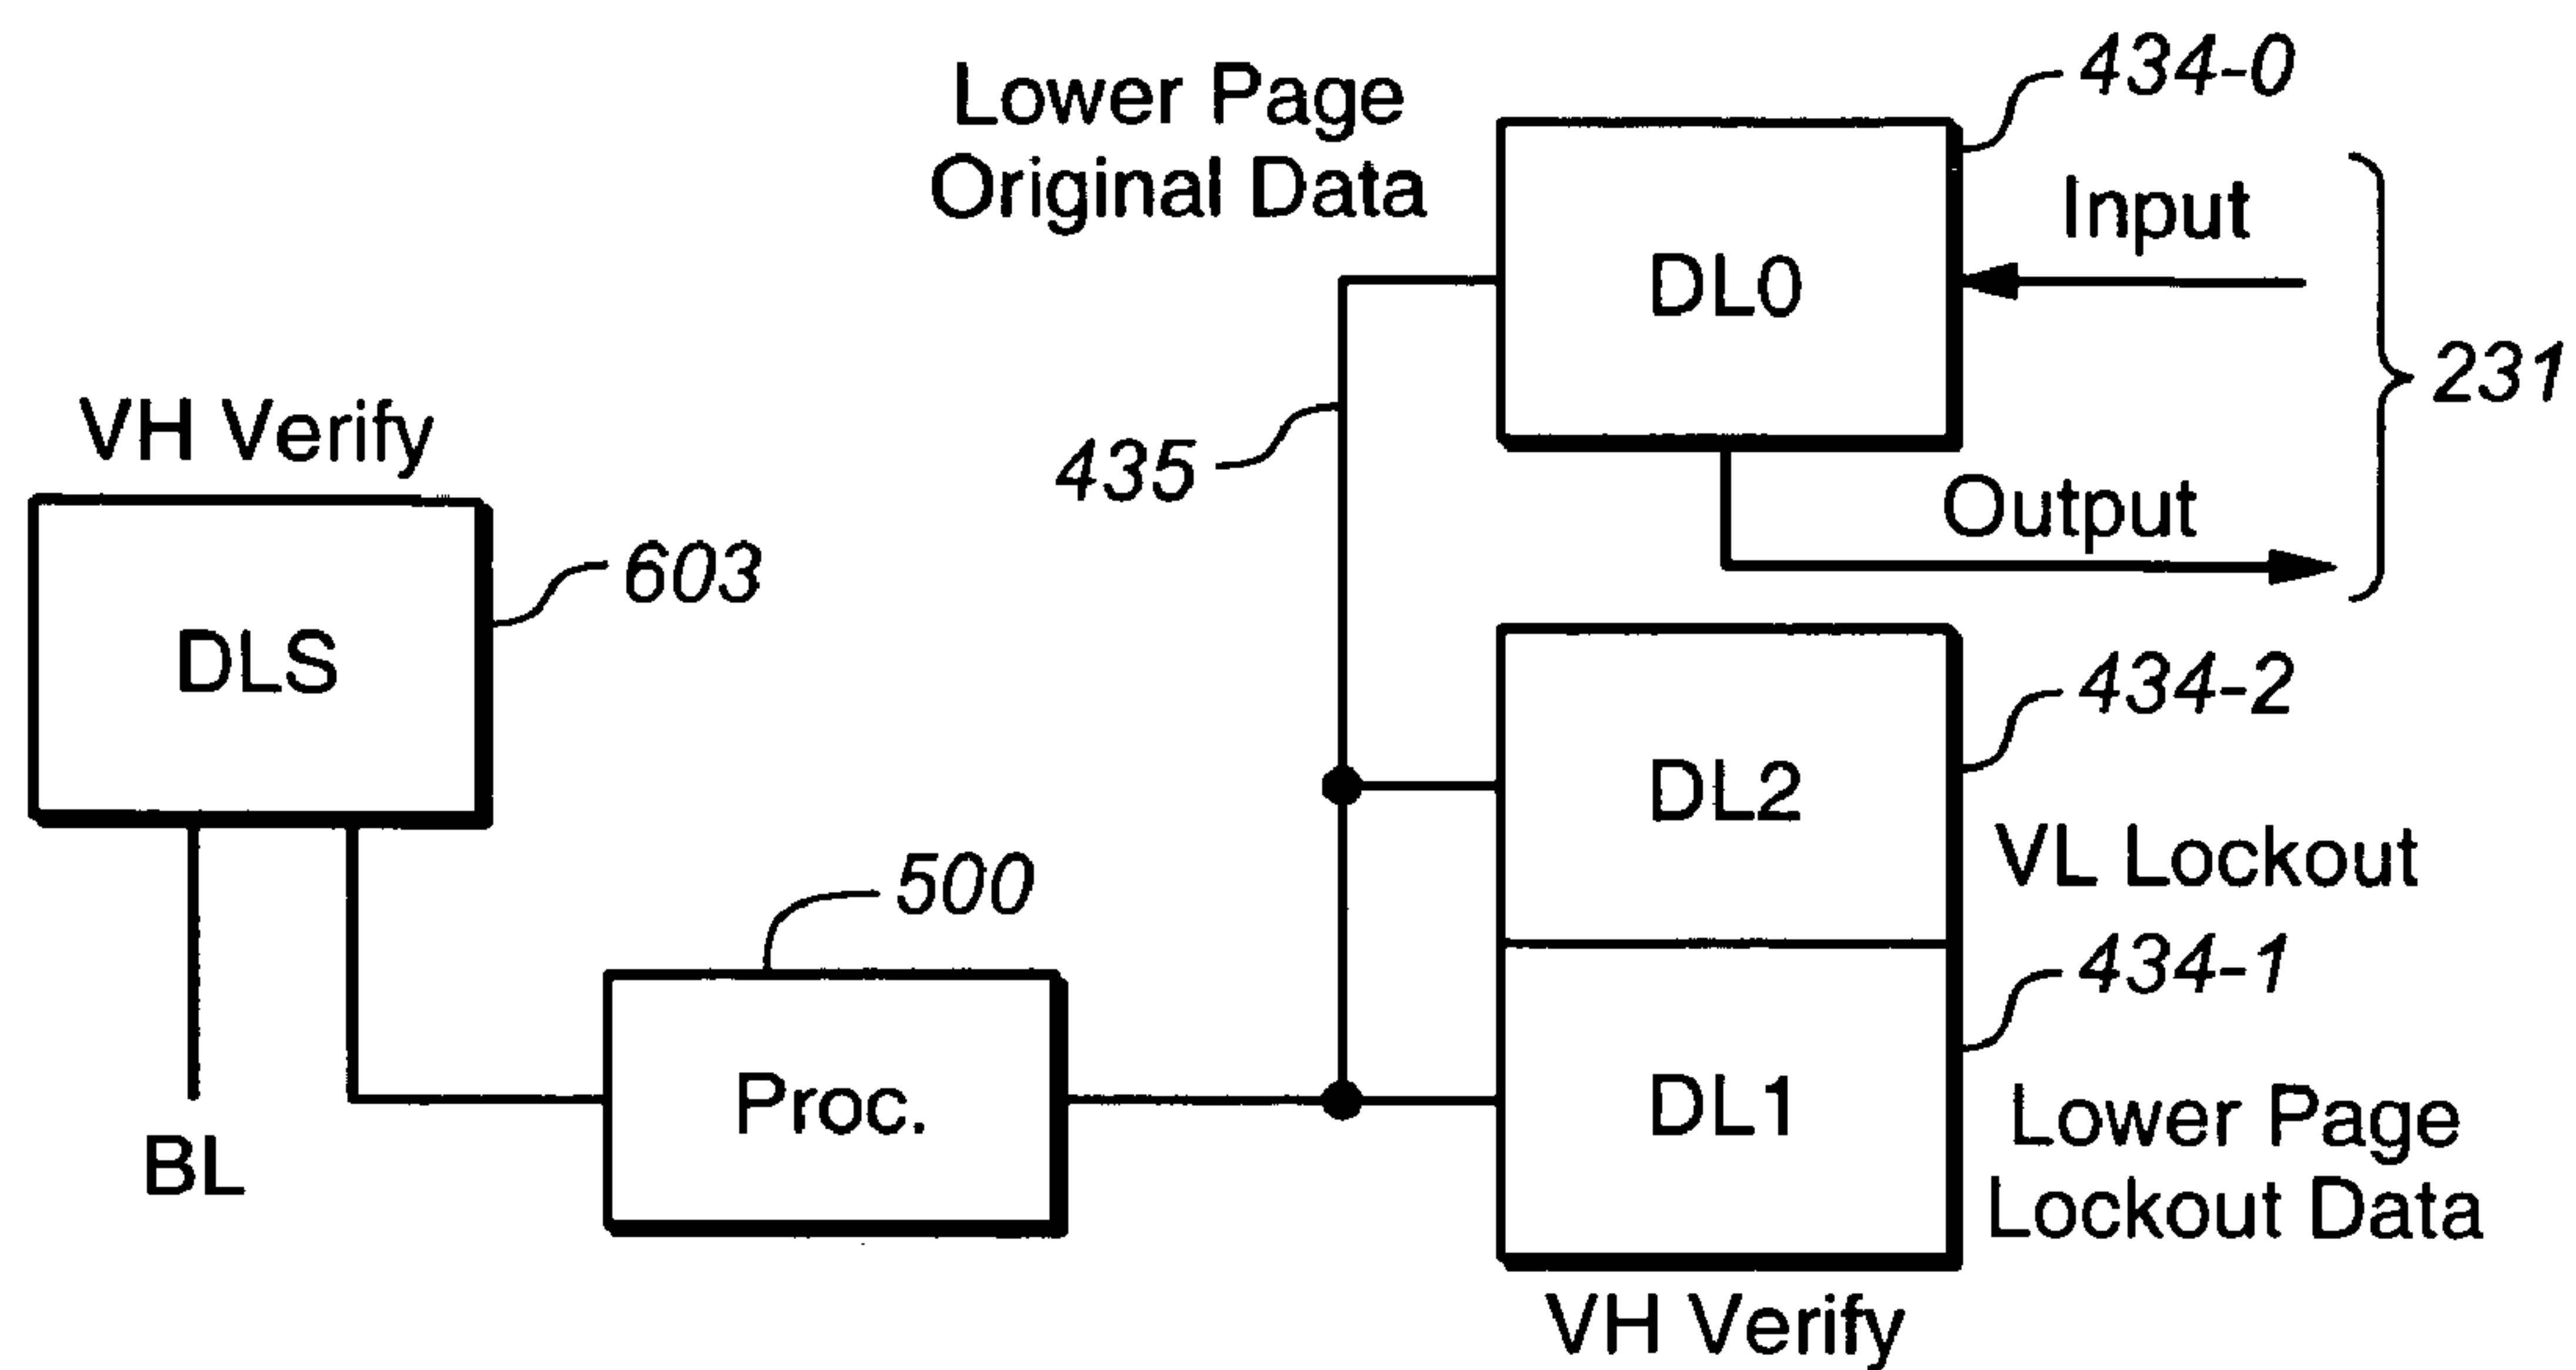 Lower Page
Original Data
434-0
Input
DL0
231
435
Output
VH Verify
603
DLS
434-2
DL2
VL Lockout
500
434-1
Proc.
DL1
Lower Page
Lockout Data
BL
VH Verify